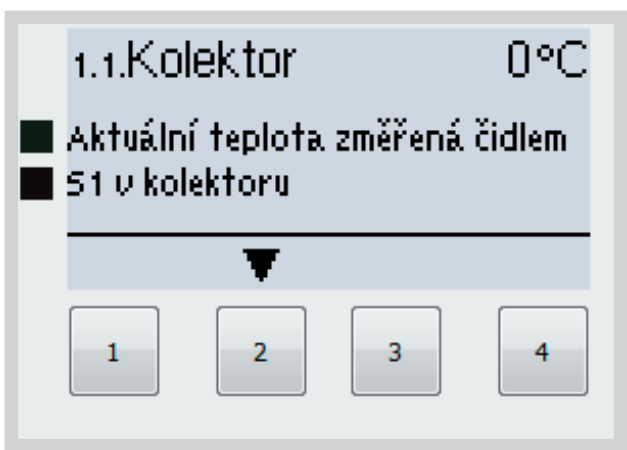 1.1.Kolektor 0°C
Aktuální teplota změřená čidlem
S1 v kolektoru
1 2 3 4